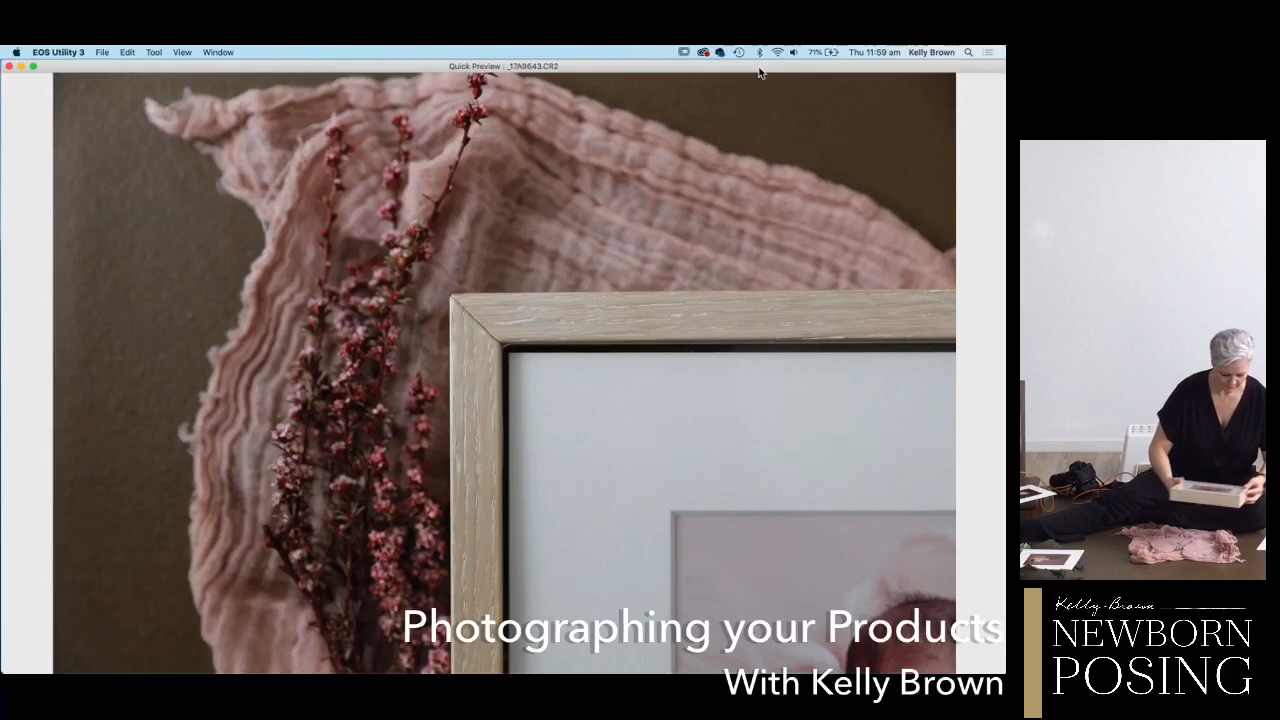 EOS Utility 3 File Edit Tool View Window 71% Thu 11:59 am Kelly Brown
Quick Preview : _17A9643.CR2
Photographing your Products
With Kelly Brown
Kelly Brown
NEWBORN
POSING